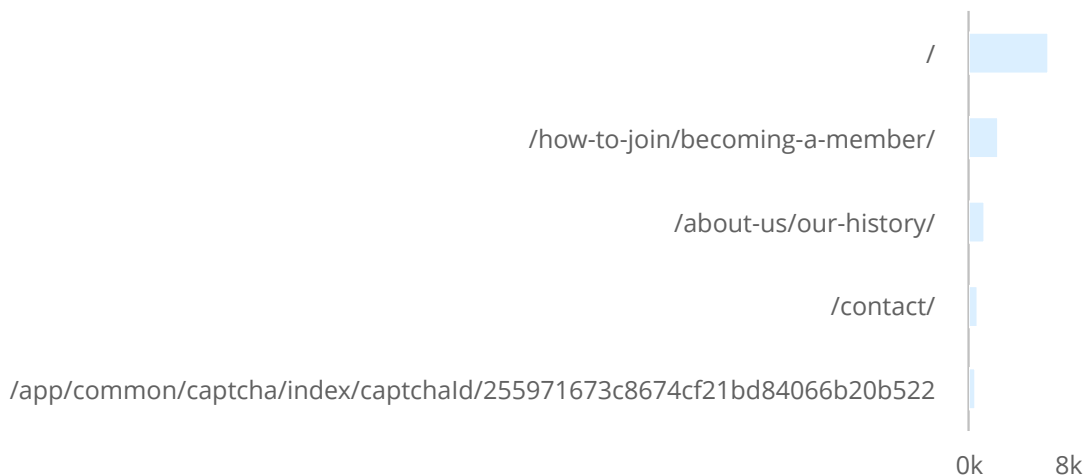 /
/how-to-join/becoming-a-member/
/about-us/our-history/
/contact/
/app/common/captcha/index/captchaId/255971673c8674cf21bd84066b20b522
0k 8k